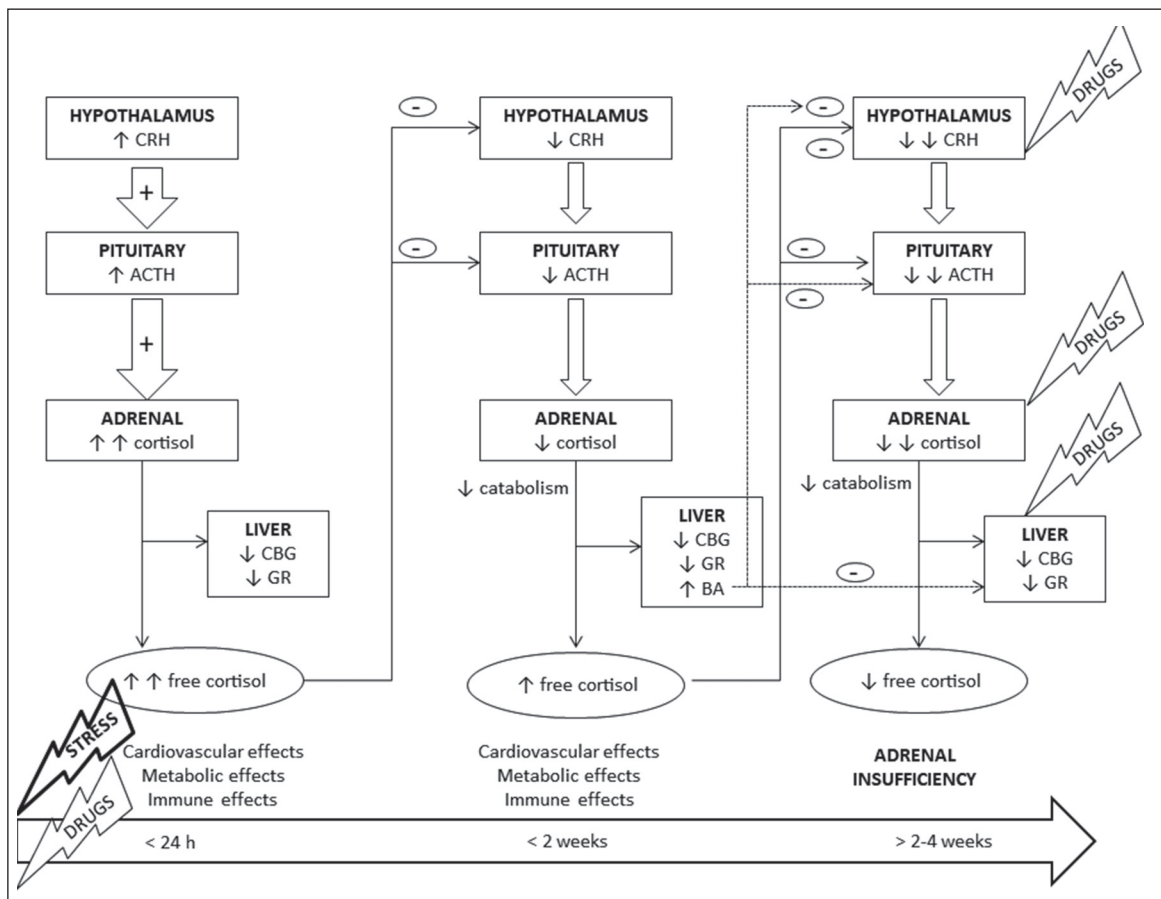 HYPOTHALAMUS
↑ CRH
+
PITUITARY
↑ ACTH
+
ADRENAL
↑ ↑ cortisol
LIVER
↓ CBG
↓ GR
↑ ↑ free cortisol
STRESS
DRUGS
Cardiovascular effects
Metabolic effects
Immune effects
< 24 h
-
HYPOTHALAMUS
↓ CRH
-
PITUITARY
↓ ACTH
ADRENAL
↓ cortisol
↓ catabolism
LIVER
↓ CBG
↓ GR
↑ BA
↑ free cortisol
Cardiovascular effects
Metabolic effects
Immune effects
< 2 weeks
-
-
HYPOTHALAMUS
↓ ↓ CRH
DRUGS
-
-
PITUITARY
↓ ↓ ACTH
DRUGS
ADRENAL
↓ ↓ cortisol
↓ catabolism
DRUGS
-
LIVER
↓ CBG
↓ GR
↓ free cortisol
ADRENAL
INSUFFICIENCY
> 2-4 weeks